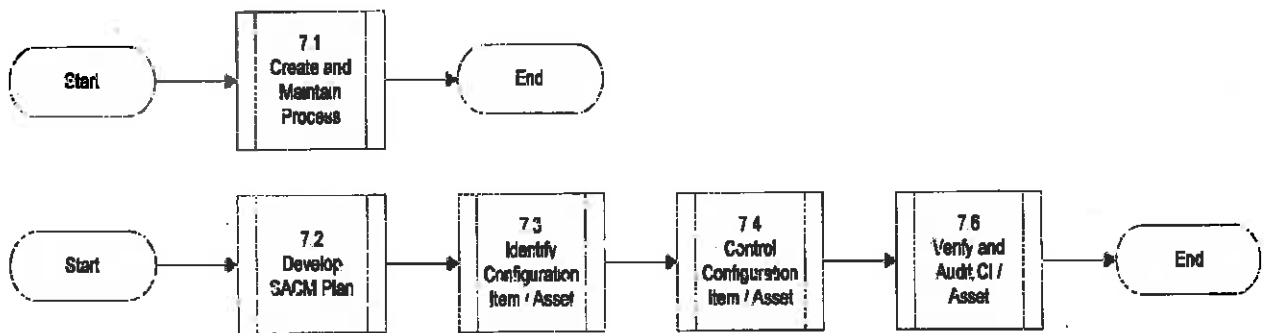 Start
7.1
Create and
Maintain
Process
End
Start
7.2
Develop
SACM Plan
7.3
Identify
Configuration
Item / Asset
7.4
Control
Configuration
Item / Asset
7.6
Verify and
Audit CI /
Asset
End